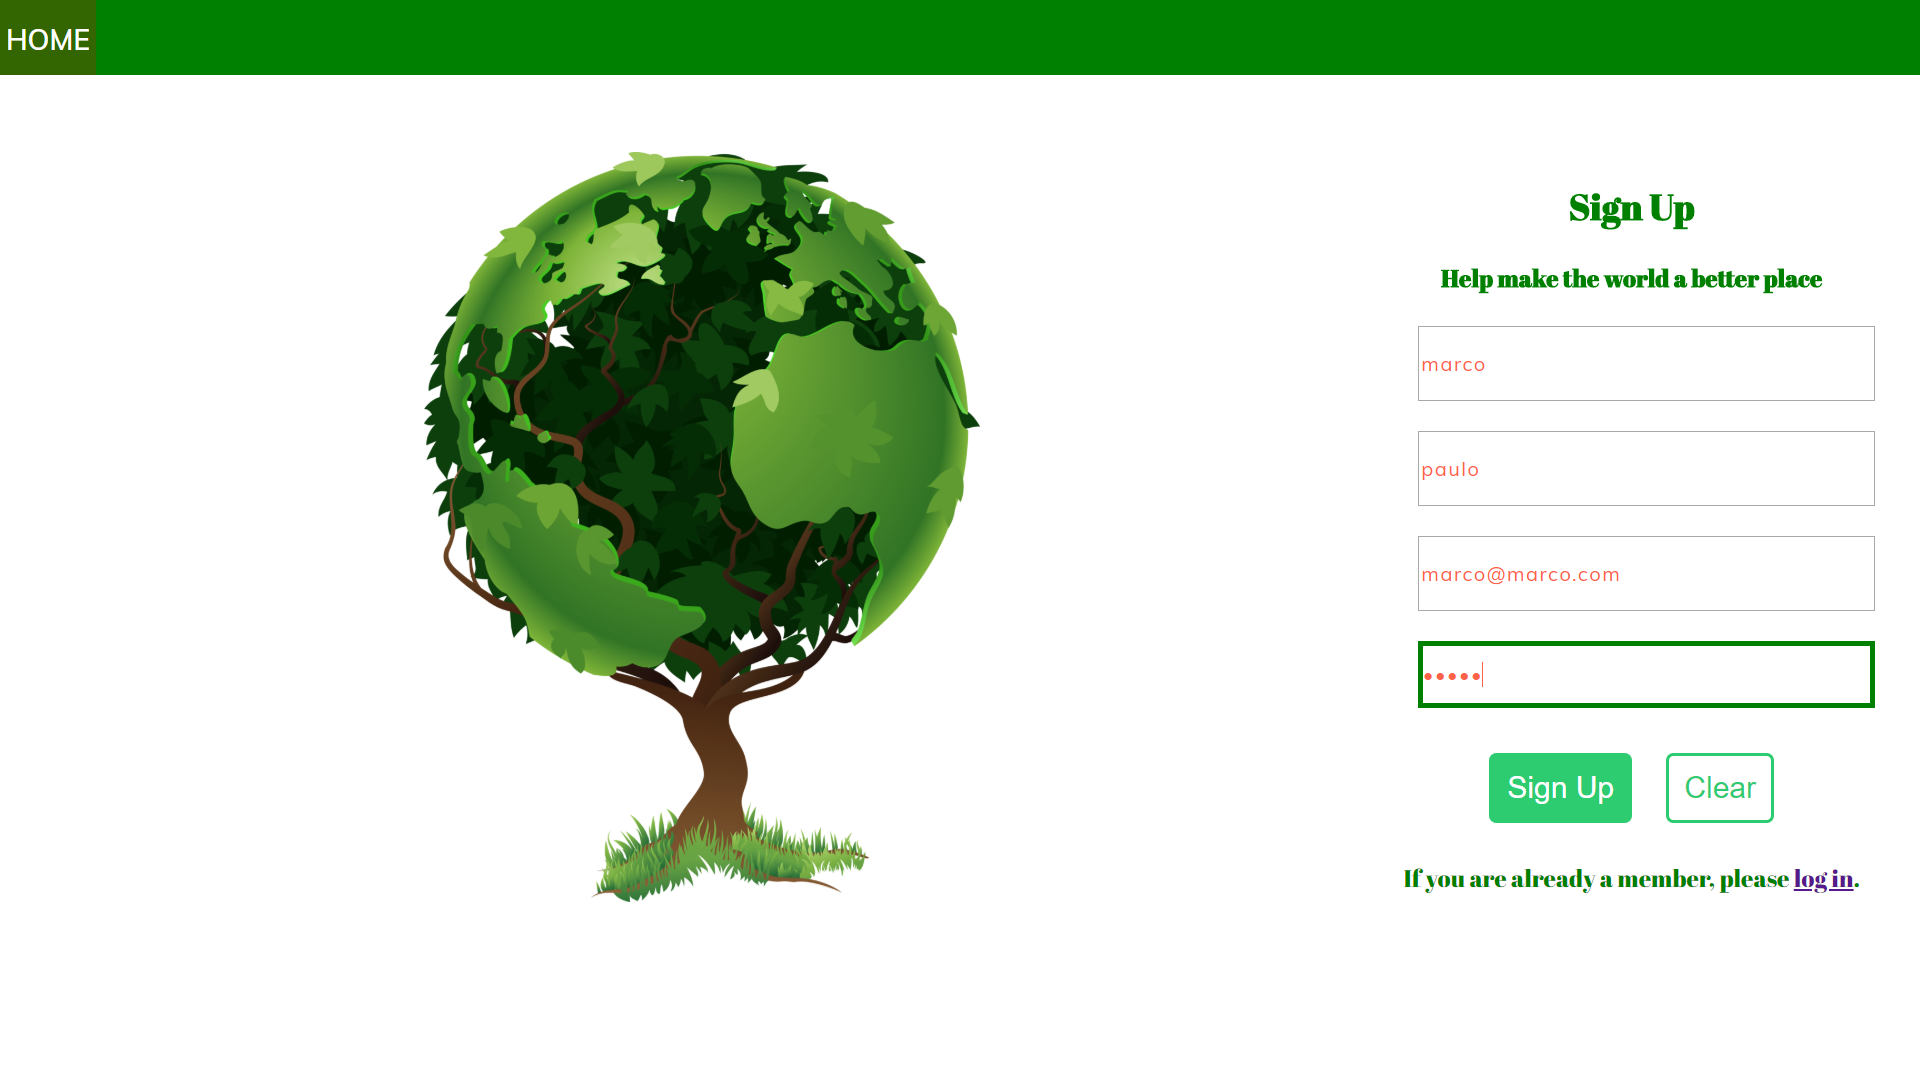 HOME
Sign Up
Help make the world a better place
marco
paulo
marco@marco.com
•••••
Sign Up
Clear
If you are already a member, please log in.